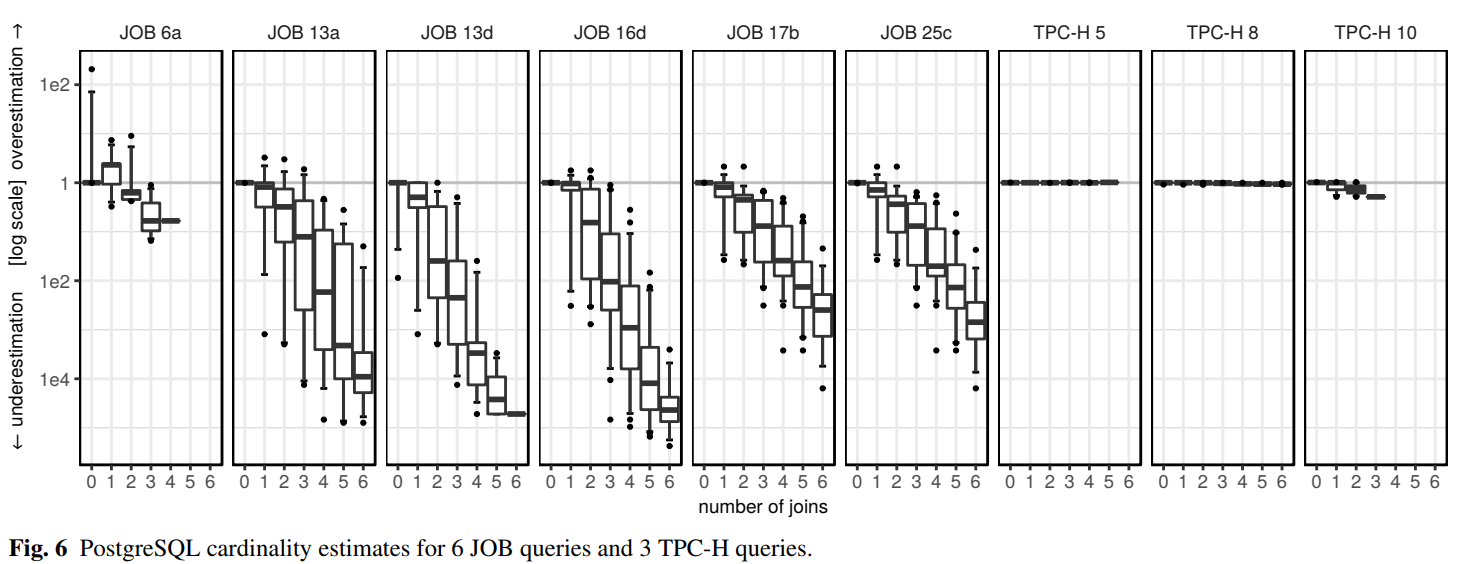 JOB 6a JOB 13a JOB 13d JOB 16d JOB 17b JOB 25c TPC-H 5 TPC-H 8 TPC-H 10
← underestimation [log scale] overestimation →
1e2
1
1e2
1e4
0 1 2 3 4 5 6 0 1 2 3 4 5 6 0 1 2 3 4 5 6 0 1 2 3 4 5 6 0 1 2 3 4 5 6 0 1 2 3 4 5 6 0 1 2 3 4 5 6 0 1 2 3 4 5 6 0 1 2 3 4 5 6
number of joins
Fig. 6 PostgreSQL cardinality estimates for 6 JOB queries and 3 TPC-H queries.